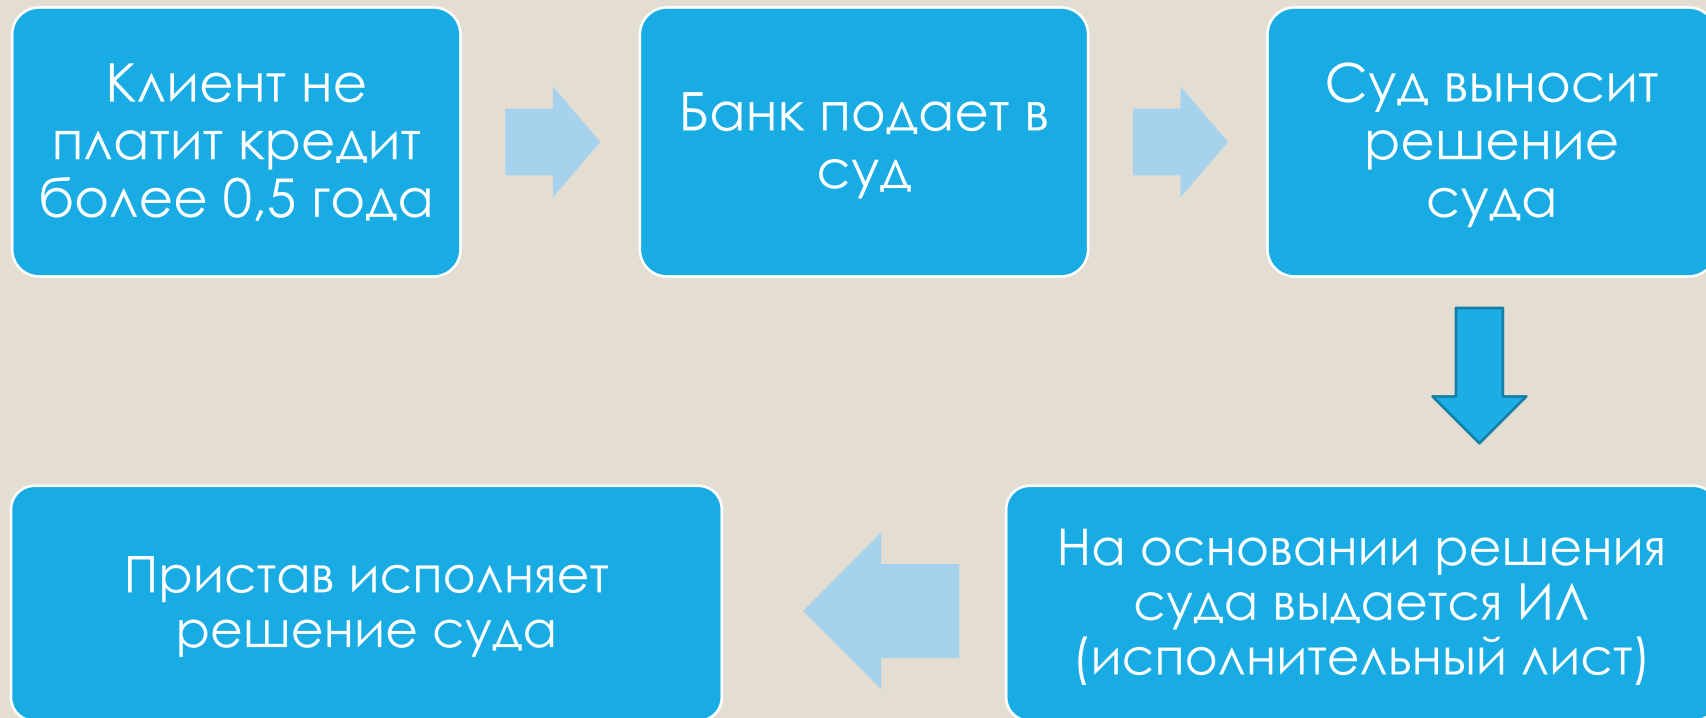 Клиент не
платит кредит
более 0,5 года
Банк подает в
суд
Суд выносит
решение
суда
На основании решения
суда выдается ИЛ
(исполнительный лист)
Пристав исполняет
решение суда